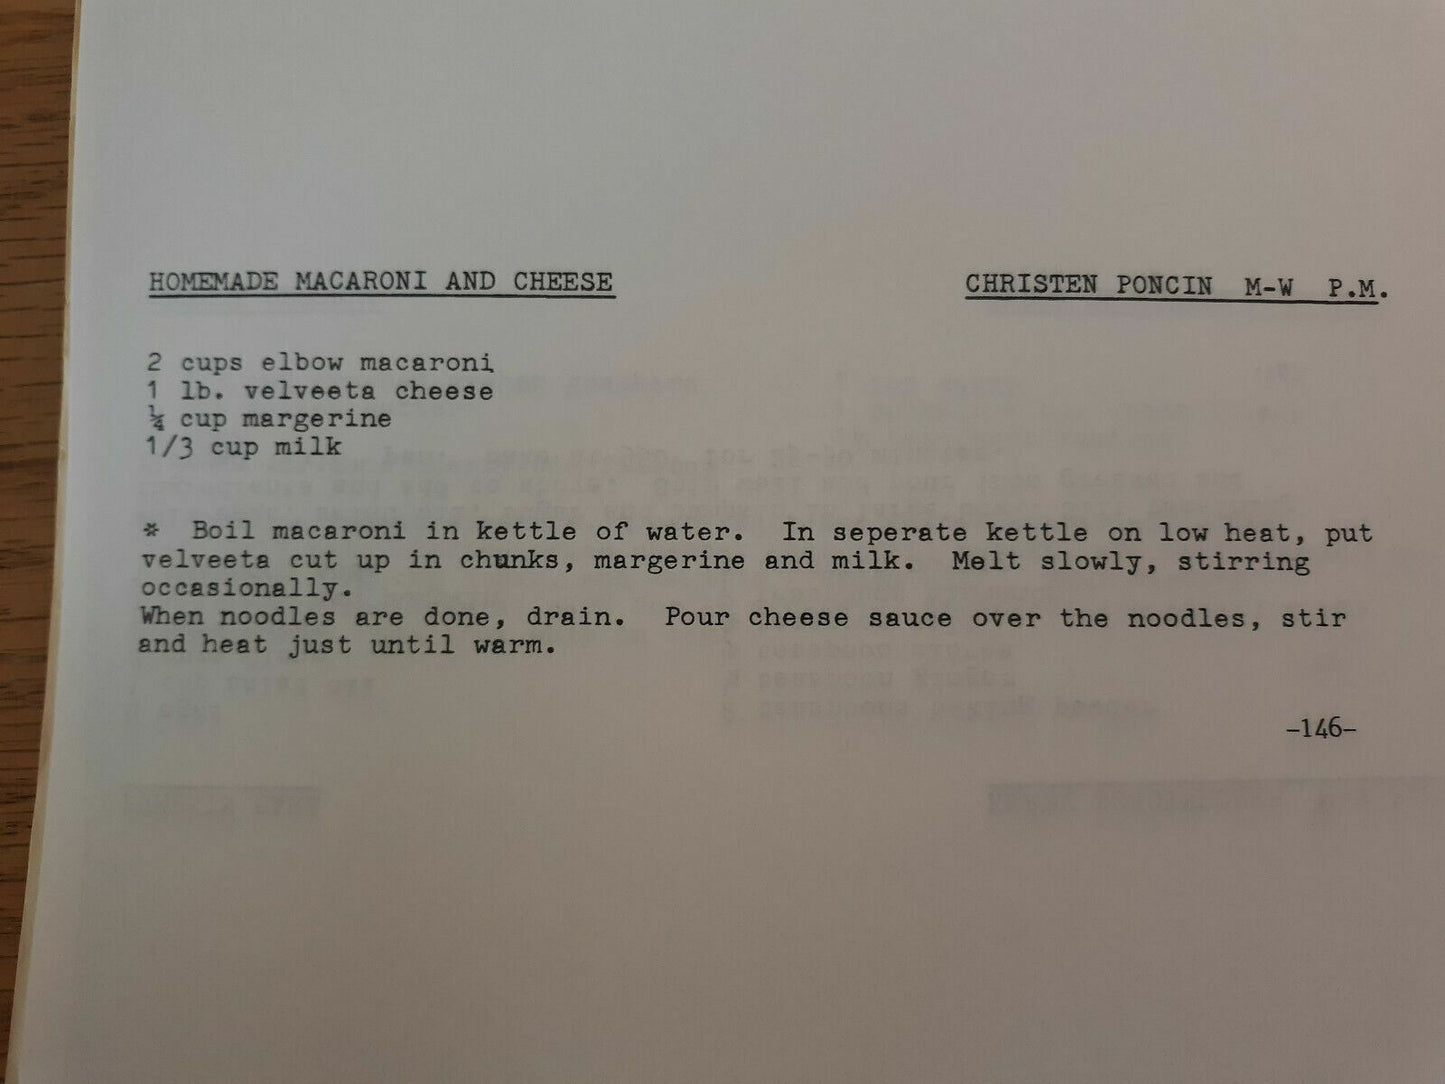 HOMEMADE MACARONI AND CHEESE CHRISTEN PONCIN M-W P.M.
2 cups elbow macaroni
1 lb. velveeta cheese
¼ cup margerine
1/3 cup milk
* Boil macaroni in kettle of water. In seperate kettle on low heat, put
velveeta cut up in chunks, margerine and milk. Melt slowly, stirring
occasionally.
When noodles are done, drain. Pour cheese sauce over the noodles, stir
and heat just until warm.
-146-